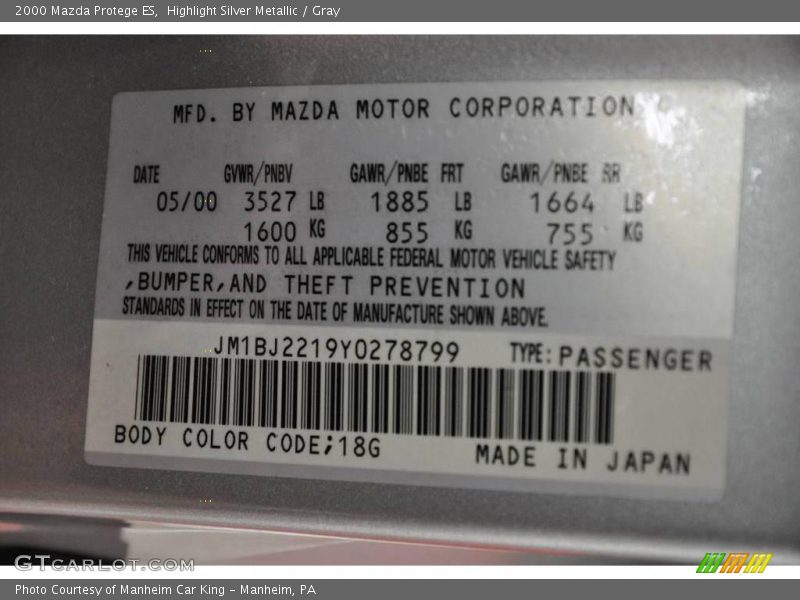 2000 Mazda Protege ES,  Highlight Silver Metallic / Gray
MFD. BY MAZDA MOTOR CORPORATION
DATE GVWR/PNBV GAWR/PNBE FRT GAWR/PNBE RR
05/00 3527 LB 1885 LB 1664 LB
1600 KG 855 KG 755 KG
THIS VEHICLE CONFORMS TO ALL APPLICABLE FEDERAL MOTOR VEHICLE SAFETY
,BUMPER,AND THEFT PREVENTION
STANDARDS IN EFFECT ON THE DATE OF MANUFACTURE SHOWN ABOVE.
JM1BJ2219Y0278799 TYPE:PASSENGER
BODY COLOR CODE;18G MADE IN JAPAN
GTCARLOT.COM
Photo Courtesy of Manheim Car King - Manheim, PA